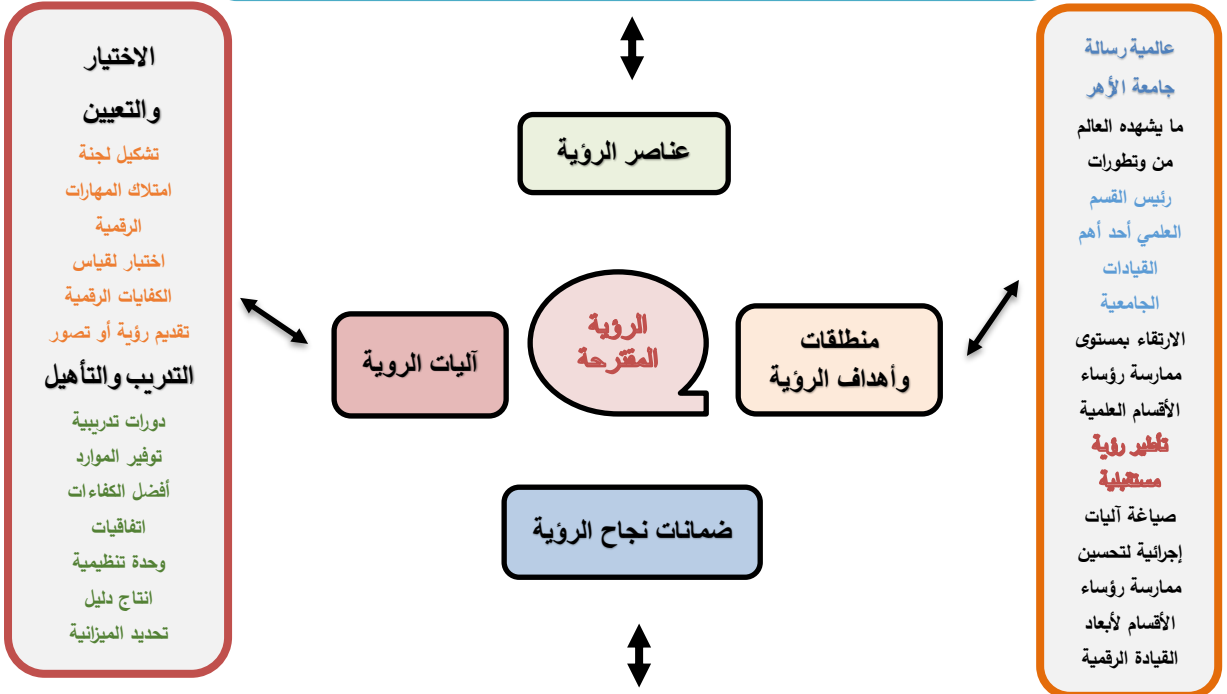 عالمية رسالة
جامعة الأزهر
ما يشهده العالم
من وتطورات
رئيس القسم
العلمي أحد أهم
القيادات
الجامعية
الارتقاء بمستوى
ممارسة رؤساء
الأقسام العلمية
تأطير رؤية
مستقبلية
صياغة آليات
إجرائية لتحسين
ممارسة رؤساء
الأقسام لأبعاد
القيادة الرقمية
عناصر الرؤية
منطلقات
وأهداف الرؤية
الرؤية
المقترحة
آليات الروية
ضمانات نجاح الرؤية
الاختيار
والتعيين
تشكيل لجنة
امتلاك المهارات
الرقمية
اختبار لقياس
الكفايات الرقمية
تقديم رؤية أو تصور
التدريب والتأهيل
دورات تدريبية
توفير الموارد
أفضل الكفاءات
اتفاقيات
وحدة تنظيمية
انتاج دليل
تحديد الميزانية